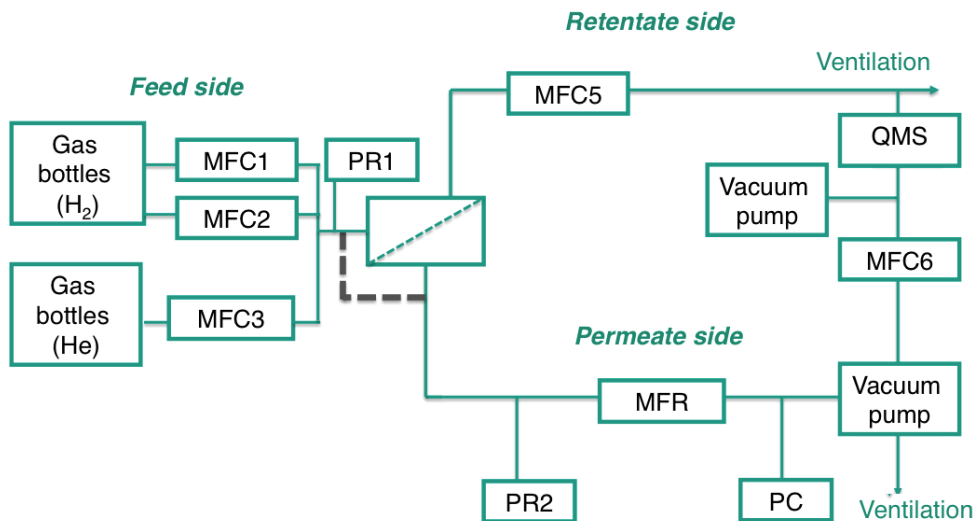 Retentate side
Ventilation
Feed side
MFC5
Gas
bottles
(H₂)
MFC1
PR1
QMS
MFC2
Vacuum
pump
MFC6
Gas
bottles
(He)
MFC3
Permeate side
MFR
Vacuum
pump
PR2
PC
Ventilation